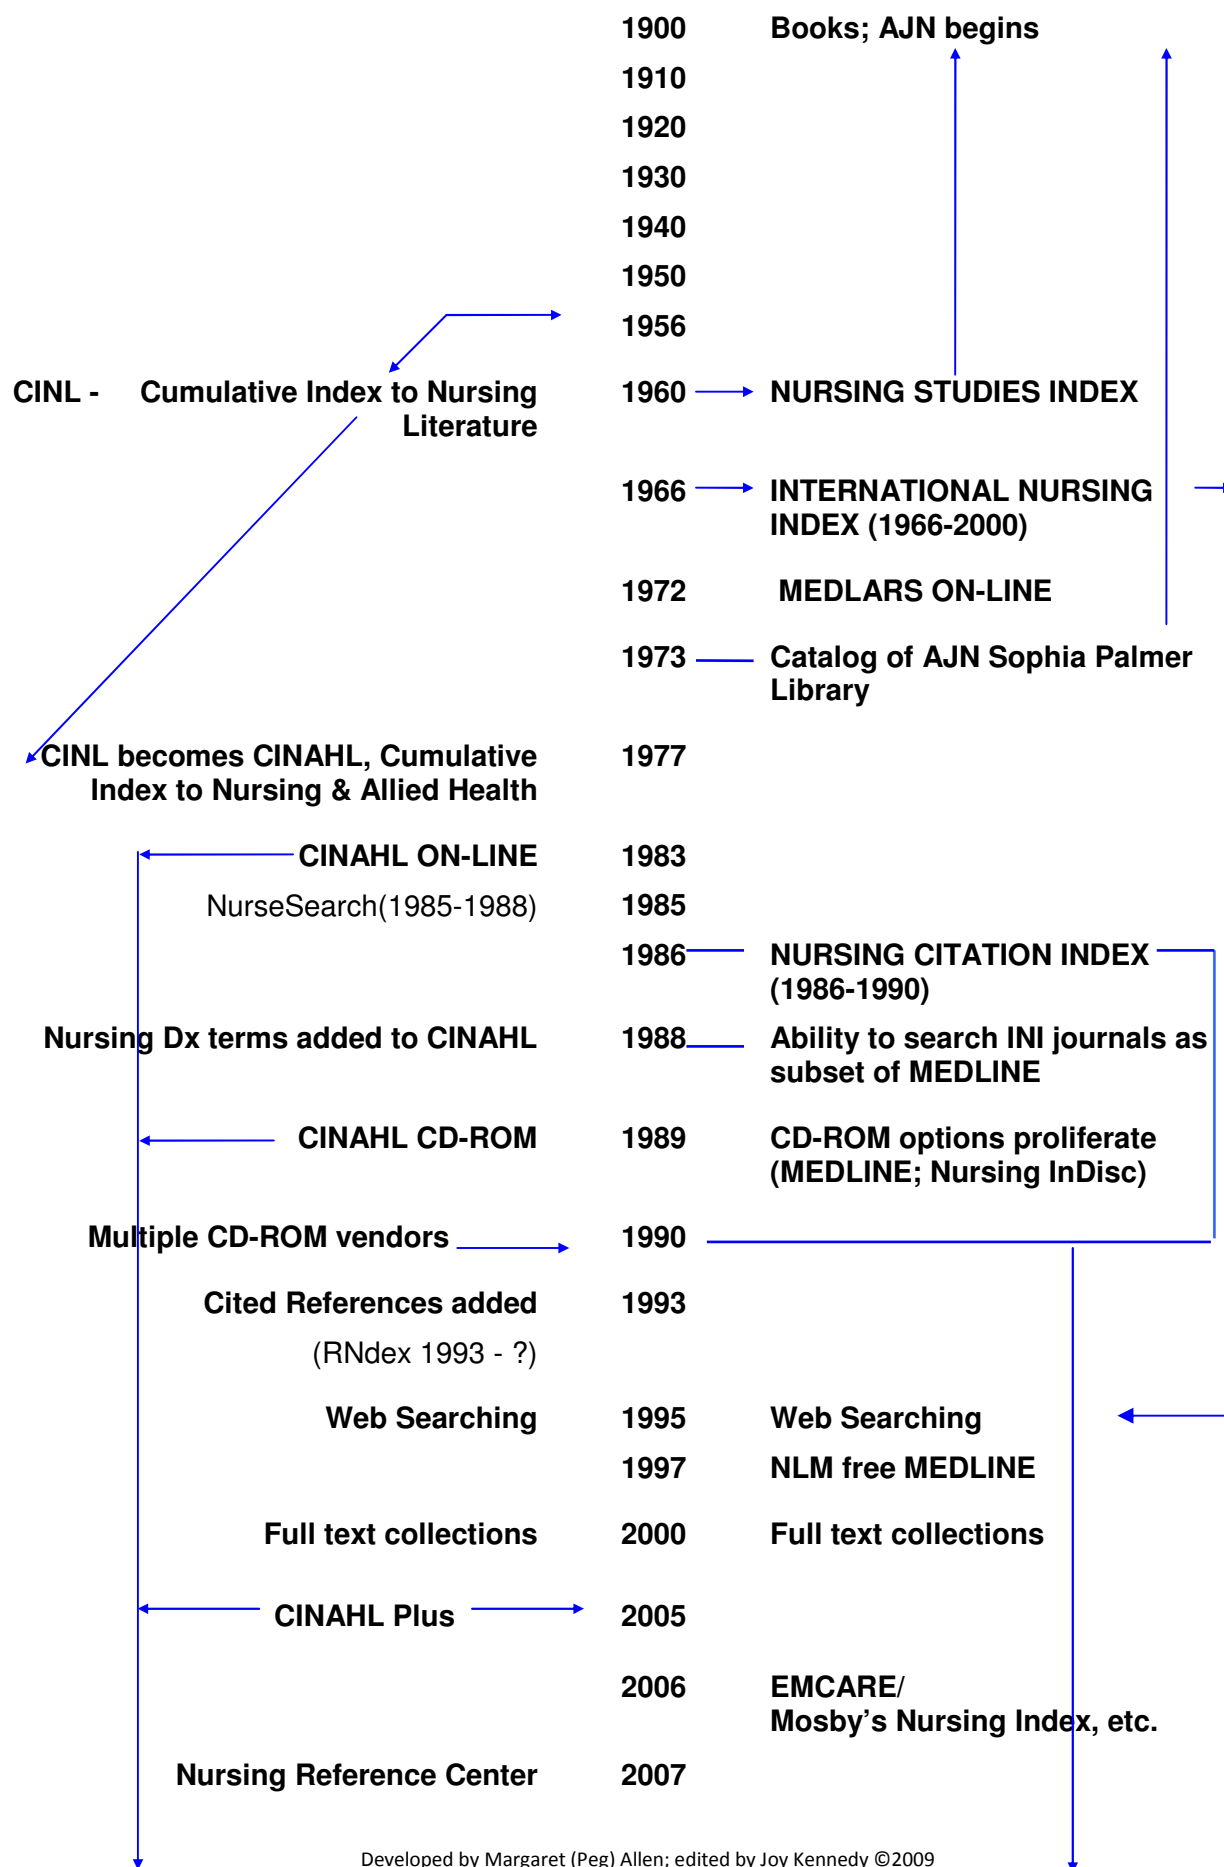 1900 Books; AJN begins
1910
1920
1930
1940
1950
1956
CINL - Cumulative Index to Nursing 1960 NURSING STUDIES INDEX
Literature
1966 INTERNATIONAL NURSING
INDEX (1966-2000)
1972 MEDLARS ON-LINE
1973 Catalog of AJN Sophia Palmer
Library
CINL becomes CINAHL, Cumulative 1977
Index to Nursing & Allied Health
CINAHL ON-LINE 1983
NurseSearch(1985-1988) 1985
1986 NURSING CITATION INDEX
(1986-1990)
Nursing Dx terms added to CINAHL 1988 Ability to search INI journals as
subset of MEDLINE
CINAHL CD-ROM 1989 CD-ROM options proliferate
(MEDLINE; Nursing InDisc)
Multiple CD-ROM vendors 1990
Cited References added 1993
(RNdex 1993 - ?)
Web Searching 1995 Web Searching
1997 NLM free MEDLINE
Full text collections 2000 Full text collections
CINAHL Plus 2005
2006 EMCARE/
Mosby's Nursing Index, etc.
Nursing Reference Center 2007
Developed by Margaret (Peg) Allen; edited by Joy Kennedy ©2009